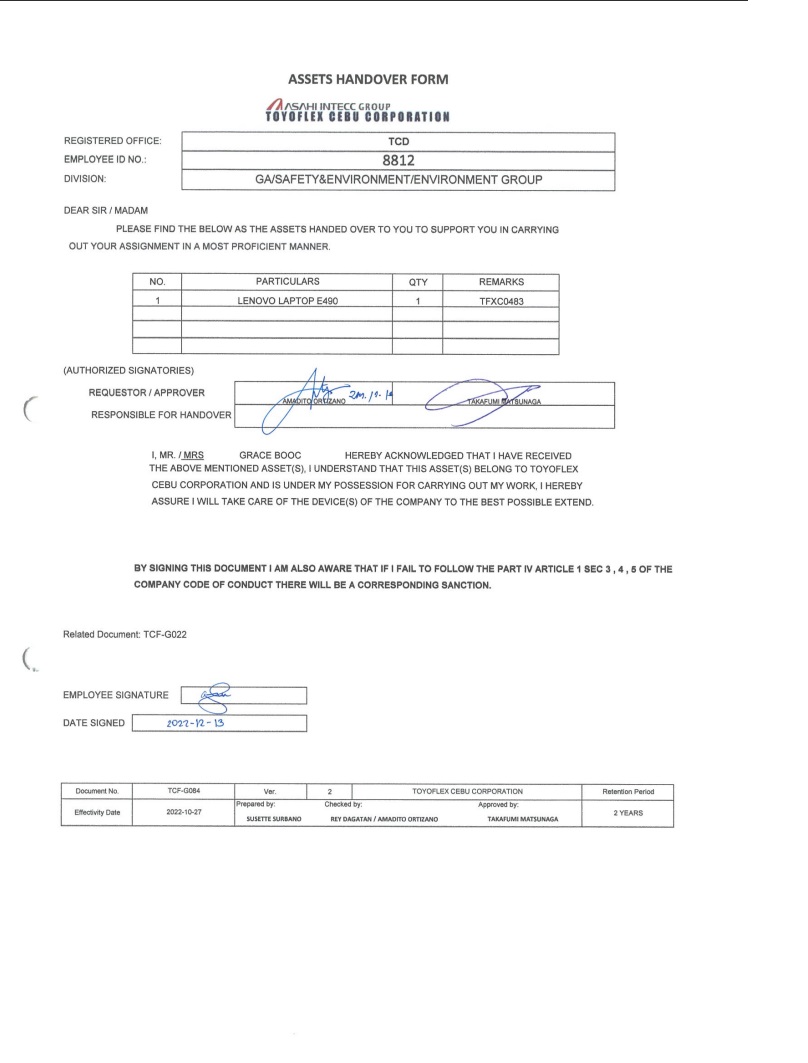 ASSETS HANDOVER FORM
ASAHI INTECC GROUP
TOYOFLEX CEBU CORPORATION
REGISTERED OFFICE: TCD
EMPLOYEE ID NO.: 8812
DIVISION: GA/SAFETY&ENVIRONMENT/ENVIRONMENT GROUP
DEAR SIR / MADAM
PLEASE FIND THE BELOW AS THE ASSETS HANDED OVER TO YOU TO SUPPORT YOU IN CARRYING
OUT YOUR ASSIGNMENT IN A MOST PROFICIENT MANNER.
NO. PARTICULARS QTY REMARKS
1 LENOVO LAPTOP E490 1 TFXC0483
(AUTHORIZED SIGNATORIES)
REQUESTOR / APPROVER
AMADITO ORTIZANO TAKAFUMI MATSUNAGA
RESPONSIBLE FOR HANDOVER
I, MR. / MRS GRACE BOOC HEREBY ACKNOWLEDGED THAT I HAVE RECEIVED
THE ABOVE MENTIONED ASSET(S), I UNDERSTAND THAT THIS ASSET(S) BELONG TO TOYOFLEX
CEBU CORPORATION AND IS UNDER MY POSSESSION FOR CARRYING OUT MY WORK, I HEREBY
ASSURE I WILL TAKE CARE OF THE DEVICE(S) OF THE COMPANY TO THE BEST POSSIBLE EXTEND.
BY SIGNING THIS DOCUMENT I AM ALSO AWARE THAT IF I FAIL TO FOLLOW THE PART IV ARTICLE 1 SEC 3 , 4 , 5 OF THE
COMPANY CODE OF CONDUCT THERE WILL BE A CORRESPONDING SANCTION.
Related Document: TCF-G022
EMPLOYEE SIGNATURE
DATE SIGNED 2022-12-13
Document No. TCF-G084 Ver. 2 TOYOFLEX CEBU CORPORATION Retention Period
Effectivity Date 2022-10-27 Prepared by: Checked by: Approved by: 2 YEARS
SUSETTE SURBANO REY DAGATAN / AMADITO ORTIZANO TAKAFUMI MATSUNAGA